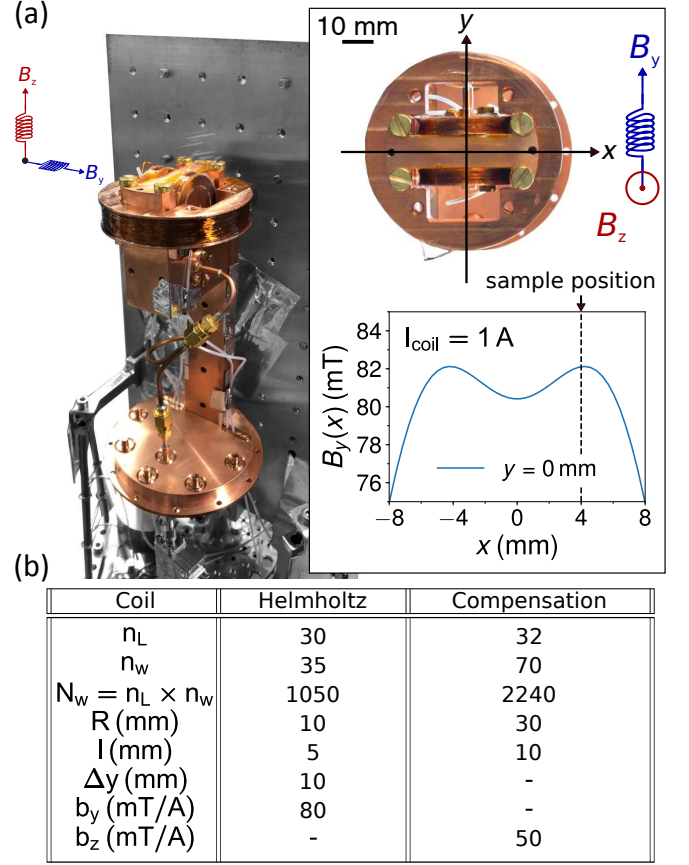 (a)
B_z
B_y
10 mm
y
x
B_y
B_z
sample position
I_coil = 1 A
B_y(x) (mT)
84
82
80
78
76
y = 0 mm
−8 −4 0 4 8
x (mm)
(b)
Coil Helmholtz Compensation
n_L 30 32
n_w 35 70
N_w = n_L × n_w 1050 2240
R (mm) 10 30
l (mm) 5 10
Δy (mm) 10 -
b_y (mT/A) 80 -
b_z (mT/A) - 50